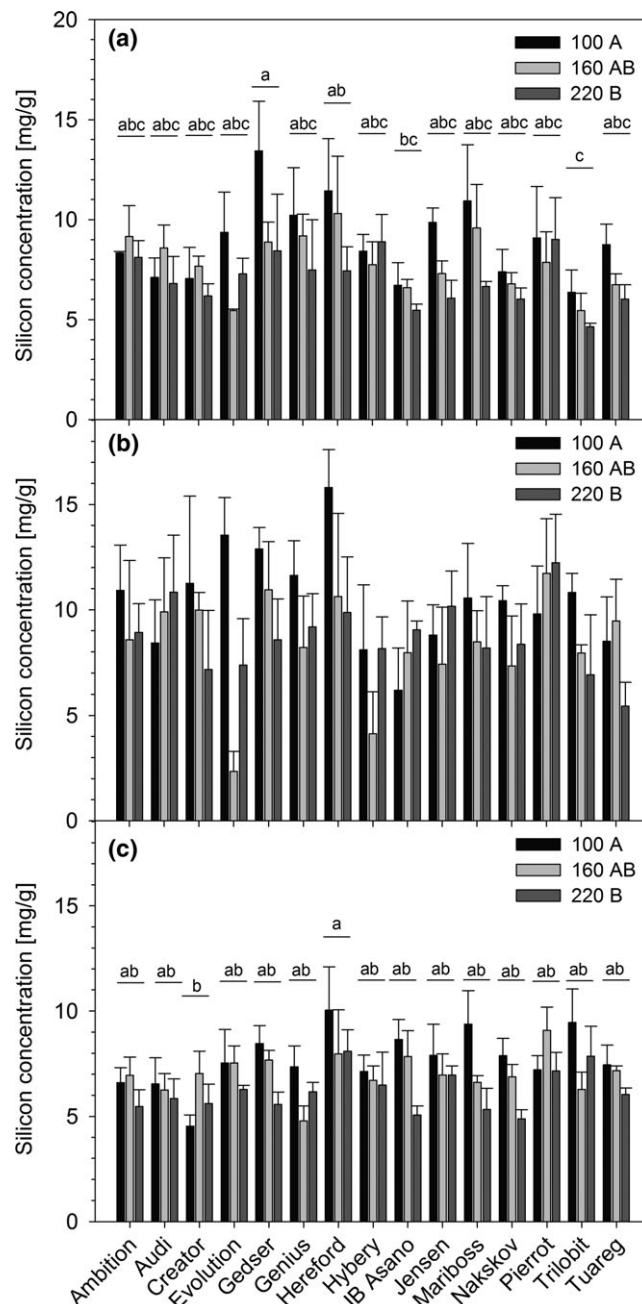 (a)
100 A
160 AB
220 B
Silicon concentration [mg/g]
20
15
10
5
0
abc abc abc abc a abc ab abc bc abc abc abc abc c abc
(b)
100 A
160 AB
220 B
Silicon concentration [mg/g]
15
10
5
0
(c)
100 A
160 AB
220 B
Silicon concentration [mg/g]
15
10
5
0
ab ab b ab ab ab a ab ab ab ab ab ab ab ab
Ambition
Audi
Creator
Evolution
Gedser
Genius
Hereford
Hybery
IB Asano
Jensen
Mariboss
Nakskov
Pierrot
Trilobit
Tuareg